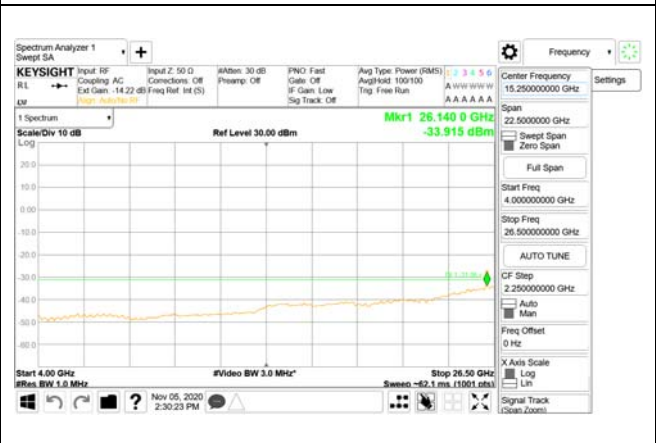 Spectrum Analyzer 1
Swept SA
+
Frequency
KEYSIGHT
RL
Input: RF
Coupling: AC
Ext Gain: -14.22 dB
Align: Auto/No RF
Input Z: 50 Ω
Corrections: Off
Freq Ref: Int (S)
#Atten: 30 dB
Preamp: Off
PNO: Fast
Gate: Off
IF Gain: Low
Sig Track: Off
Avg Type: Power (RMS)
Avg|Hold: 100/100
Trig: Free Run
1 2 3 4 5 6
A W W W W W
A A A A A A
Center Frequency
15.250000000 GHz
Settings
Span
22.5000000 GHz
Swept Span
Zero Span
Full Span
Start Freq
4.000000000 GHz
Stop Freq
26.500000000 GHz
AUTO TUNE
CF Step
2.250000000 GHz
Auto
Man
Freq Offset
0 Hz
X Axis Scale
Log
Lin
Signal Track
(Span Zoom)
1 Spectrum
Scale/Div 10 dB
Log
Ref Level 30.00 dBm
Mkr1 26.140 0 GHz
-33.915 dBm
20.0
10.0
0.00
-10.0
-20.0
-30.0
-40.0
-50.0
-60.0
1
Start 4.00 GHz
#Res BW 1.0 MHz
#Video BW 3.0 MHz*
Stop 26.50 GHz
Sweep ~62.1 ms (1001 pts)
?
Nov 05, 2020
2:30:23 PM